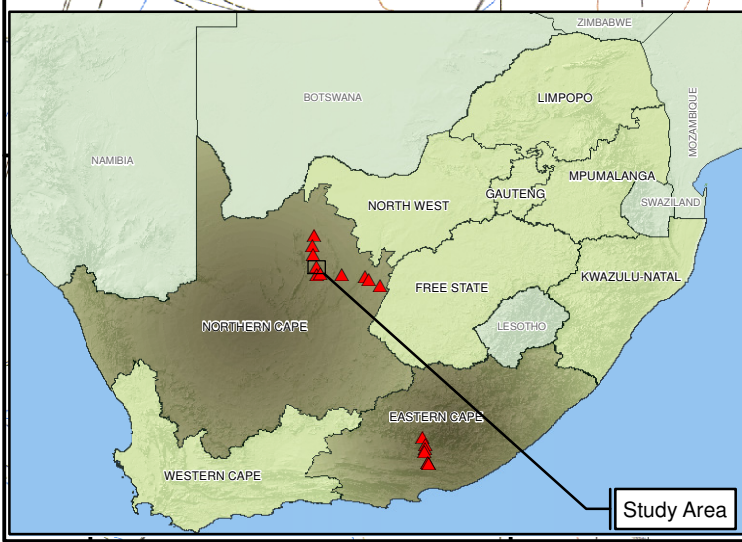 ZIMBABWE
BOTSWANA
LIMPOPO
MOZAMBIQUE
NAMIBIA
MPUMALANGA
GAUTENG
NORTH WEST
SWAZILAND
KWAZULU-NATAL
FREE STATE
NORTHERN CAPE
LESOTHO
EASTERN CAPE
WESTERN CAPE
Study Area